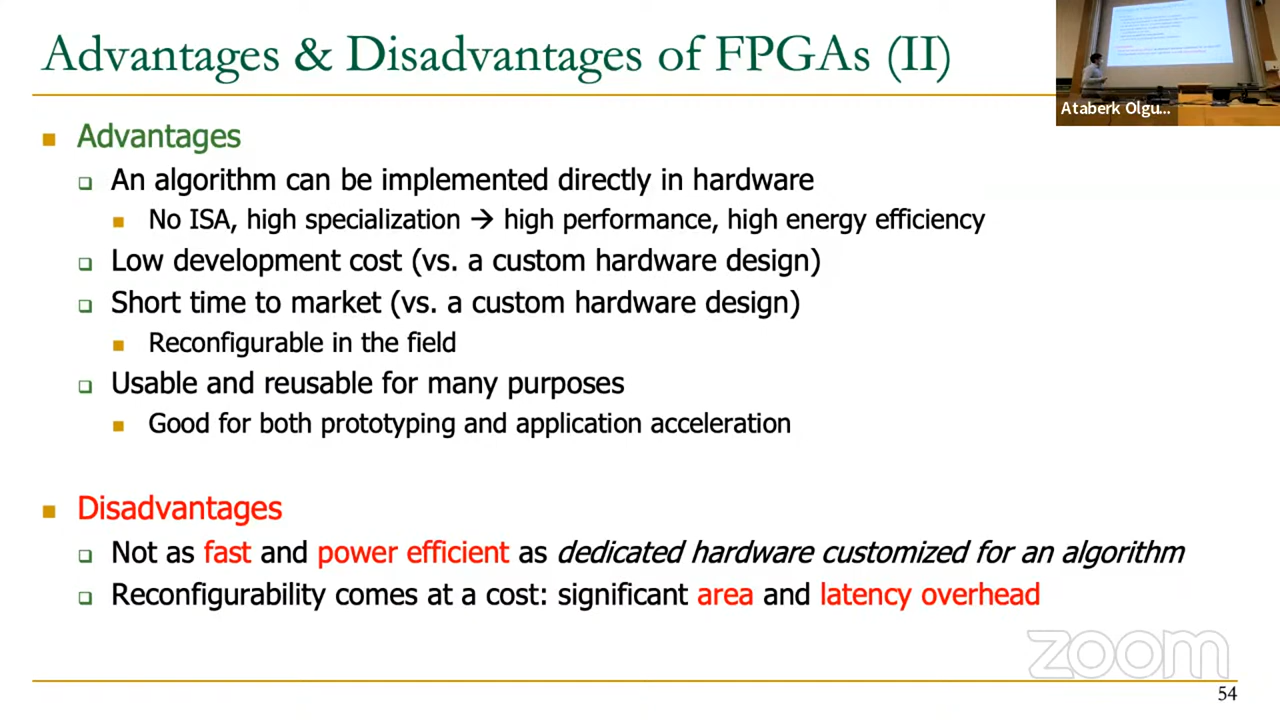 Advantages & Disadvantages of FPGAs (II)
Ataberk Olgu...
Advantages
An algorithm can be implemented directly in hardware
No ISA, high specialization → high performance, high energy efficiency
Low development cost (vs. a custom hardware design)
Short time to market (vs. a custom hardware design)
Reconfigurable in the field
Usable and reusable for many purposes
Good for both prototyping and application acceleration
Disadvantages
Not as fast and power efficient as dedicated hardware customized for an algorithm
Reconfigurability comes at a cost: significant area and latency overhead
zoom
54